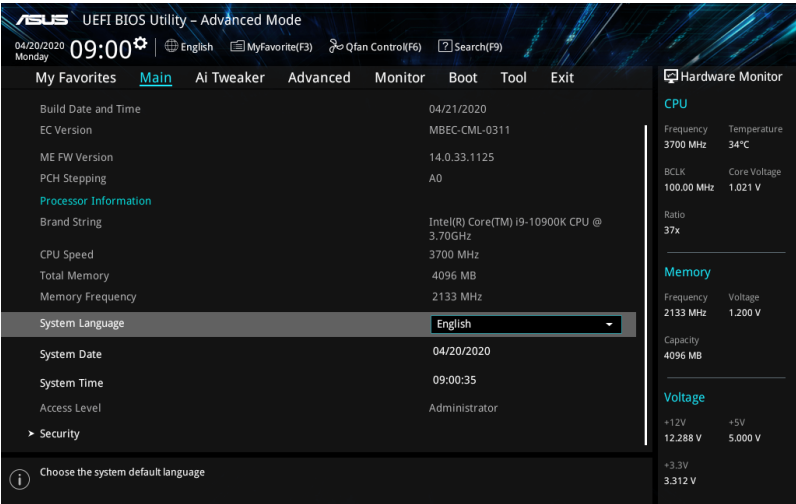 ASUS UEFI BIOS Utility – Advanced Mode
04/20/2020
Monday
09:00
English MyFavorite(F3) Qfan Control(F6) ? Search(F9)
My Favorites Main Ai Tweaker Advanced Monitor Boot Tool Exit
Hardware Monitor
Build Date and Time 04/21/2020
EC Version MBEC-CML-0311
ME FW Version 14.0.33.1125
PCH Stepping A0
Processor Information
Brand String Intel(R) Core(TM) i9-10900K CPU @
3.70GHz
CPU Speed 3700 MHz
Total Memory 4096 MB
Memory Frequency 2133 MHz
System Language English
System Date 04/20/2020
System Time 09:00:35
Access Level Administrator
> Security
i Choose the system default language
CPU
Frequency Temperature
3700 MHz 34°C
BCLK Core Voltage
100.00 MHz 1.021 V
Ratio
37x
Memory
Frequency Voltage
2133 MHz 1.200 V
Capacity
4096 MB
Voltage
+12V +5V
12.288 V 5.000 V
+3.3V
3.312 V